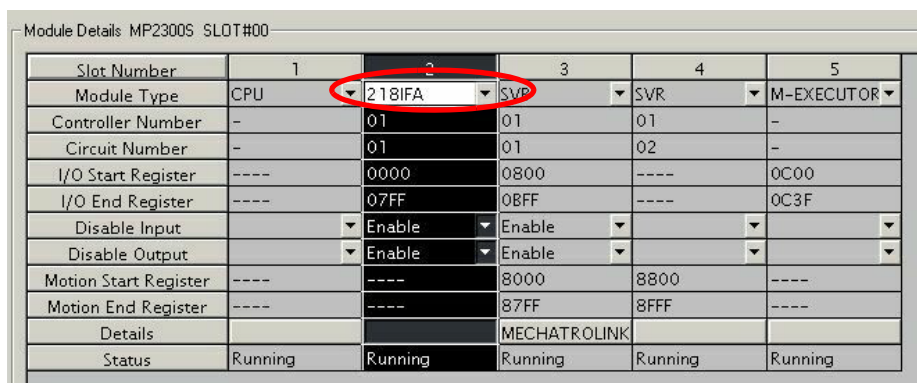 Module Details MP2300S SLOT#00
Slot Number 1 2 3 4 5
Module Type CPU 218IFA SVR SVR M-EXECUTOR
Controller Number - 01 01 01 -
Circuit Number - 01 01 02 -
I/O Start Register ---- 0000 0800 ---- 0C00
I/O End Register ---- 07FF 0BFF ---- 0C3F
Disable Input Enable Enable
Disable Output Enable Enable
Motion Start Register ---- ---- 8000 8800 ----
Motion End Register ---- ---- 87FF 8FFF ----
Details MECHATROLINK
Status Running Running Running Running Running